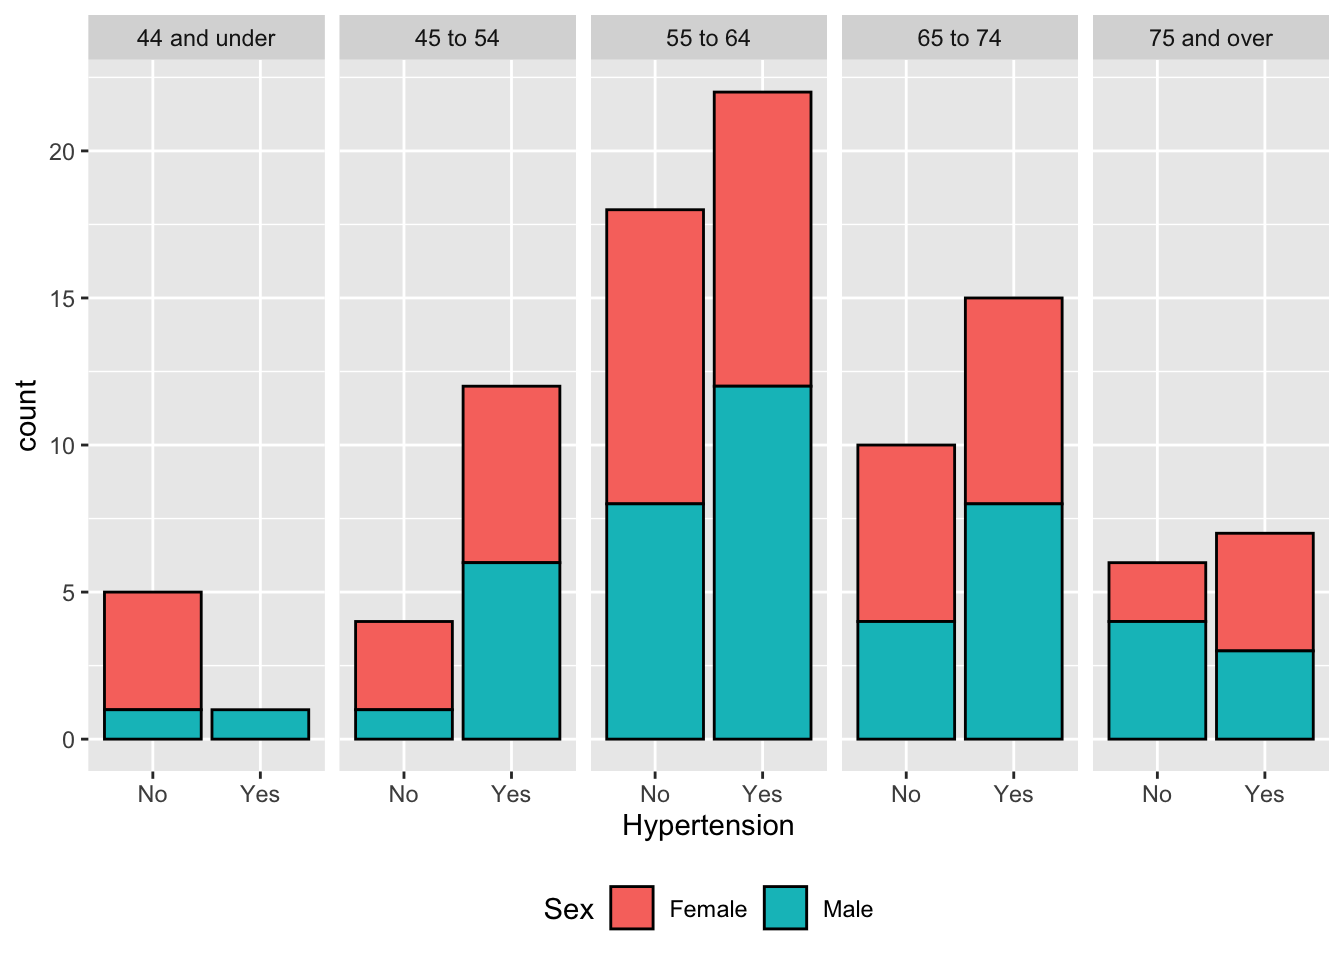 44 and under 45 to 54 55 to 64 65 to 74 75 and over
20
15
10
5
0
count
No Yes No Yes No Yes No Yes No Yes
Hypertension
Sex Female Male